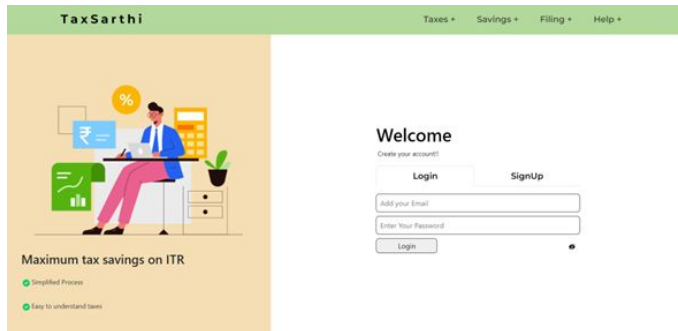 TaxSarthi
Taxes + Savings + Filing + Help +
%
₹
Maximum tax savings on ITR
Simplified Process
Easy to understand taxes
Welcome
Create your account!!
Login SignUp
Add your Email
Enter Your Password
Login